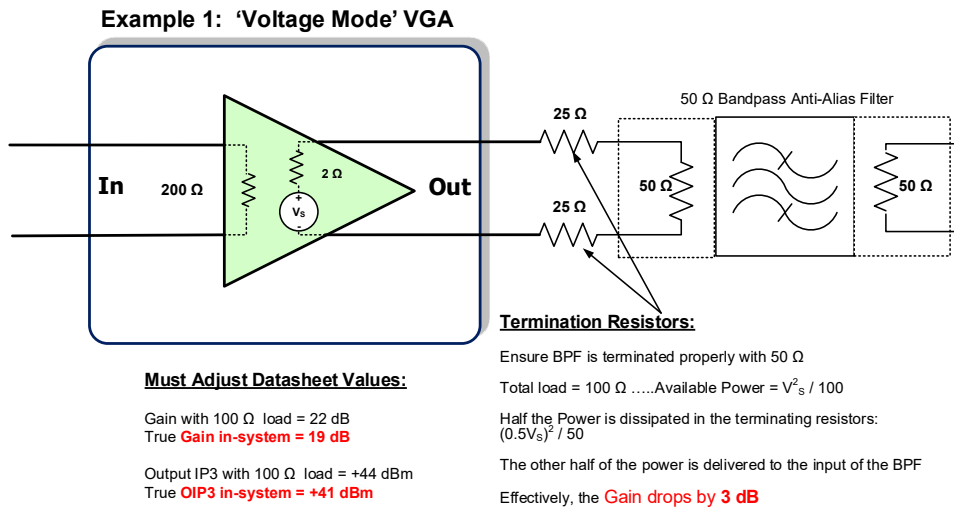 Example 1: ‘Voltage Mode’ VGA
50 Ω Bandpass Anti-Alias Filter
25 Ω
In
200 Ω
2 Ω
+
Vs
-
Out
50 Ω
50 Ω
25 Ω
Termination Resistors:
Ensure BPF is terminated properly with 50 Ω
Total load = 100 Ω .....Available Power = V²s / 100
Half the Power is dissipated in the terminating resistors:
(0.5Vs)² / 50
The other half of the power is delivered to the input of the BPF
Effectively, the Gain drops by 3 dB
Must Adjust Datasheet Values:
Gain with 100 Ω load = 22 dB
True Gain in-system = 19 dB
Output IP3 with 100 Ω load = +44 dBm
True OIP3 in-system = +41 dBm